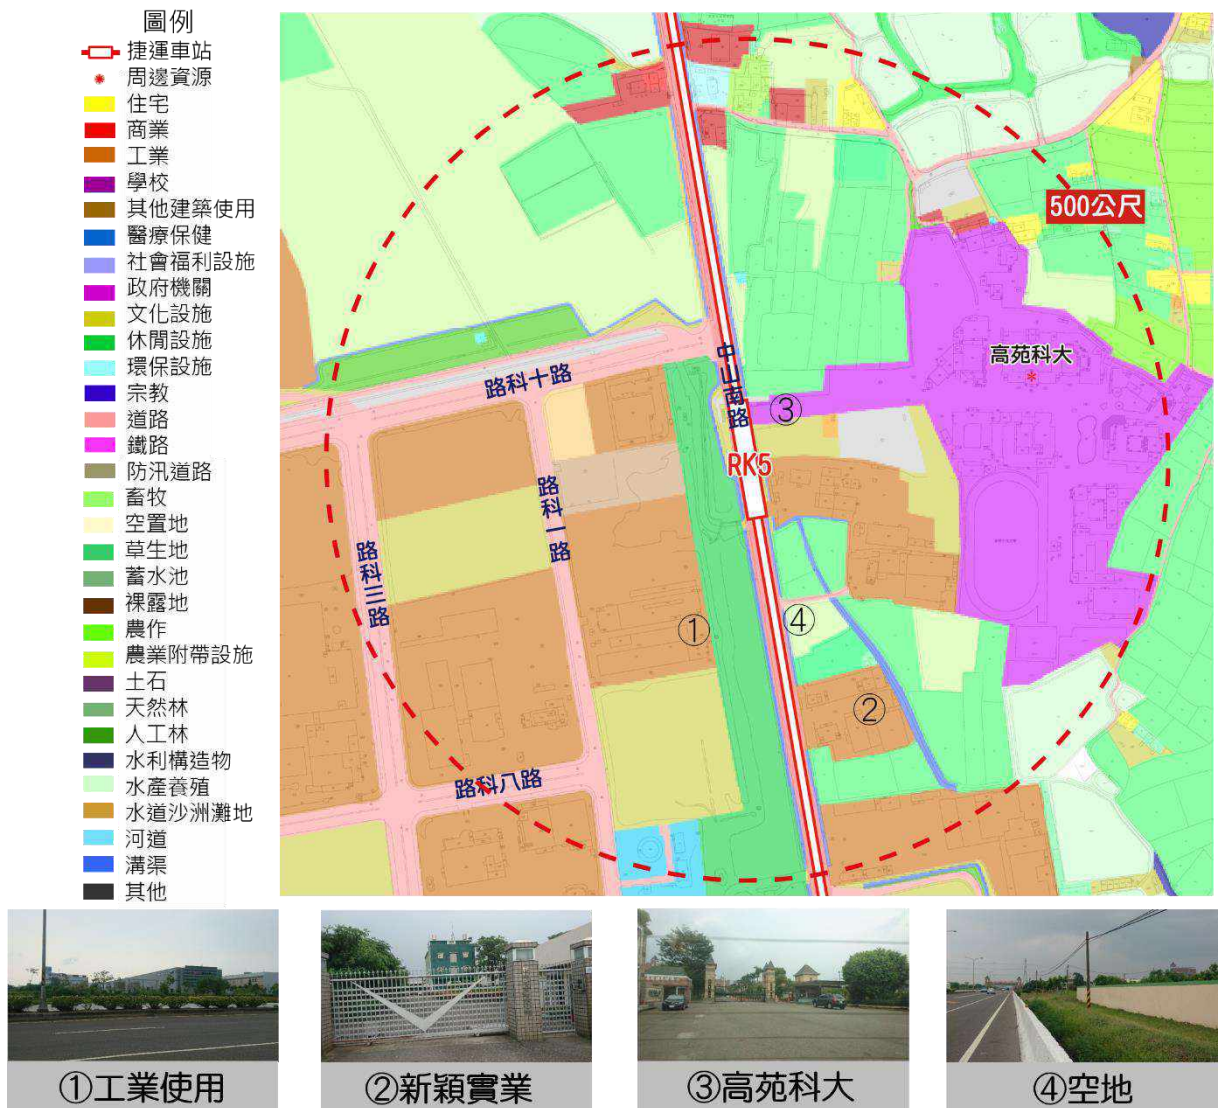 圖例
捷運車站
周邊資源
住宅
商業
工業
學校
其他建築使用
醫療保健
社會福利設施
政府機關
文化設施
休閒設施
環保設施
宗教
道路
鐵路
防汛道路
畜牧
空置地
草生地
蓄水池
裸露地
農作
農業附帶設施
土石
天然林
人工林
水利構造物
水產養殖
水道沙洲灘地
河道
溝渠
其他
500公尺
高苑科大
中山南路
路科十路
③
RK5
路科一路
路科三路
①
④
②
路科八路
①工業使用
②新穎實業
③高苑科大
④空地